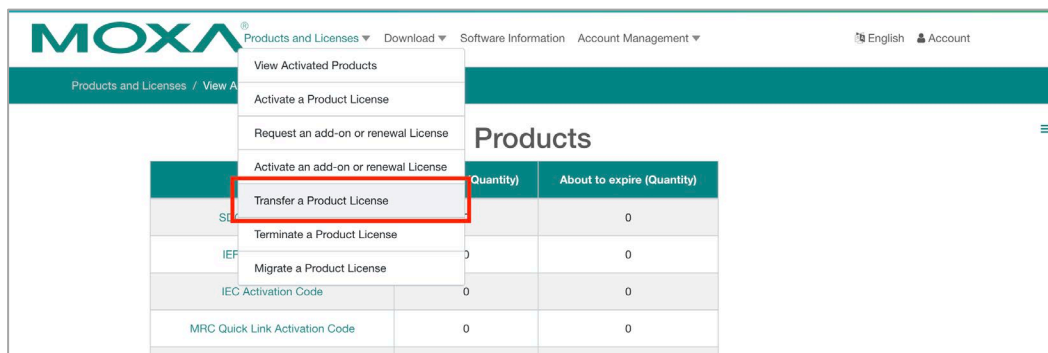 MOXA®
Products and Licenses ▼ Download ▼ Software Information Account Management ▼ English Account
Products and Licenses / View A
View Activated Products
Activate a Product License
Request an add-on or renewal License
Activate an add-on or renewal License
Transfer a Product License
Terminate a Product License
Migrate a Product License
Products
Quantity) About to expire (Quantity)
0
0
IEC Activation Code 0 0
MRC Quick Link Activation Code 0 0